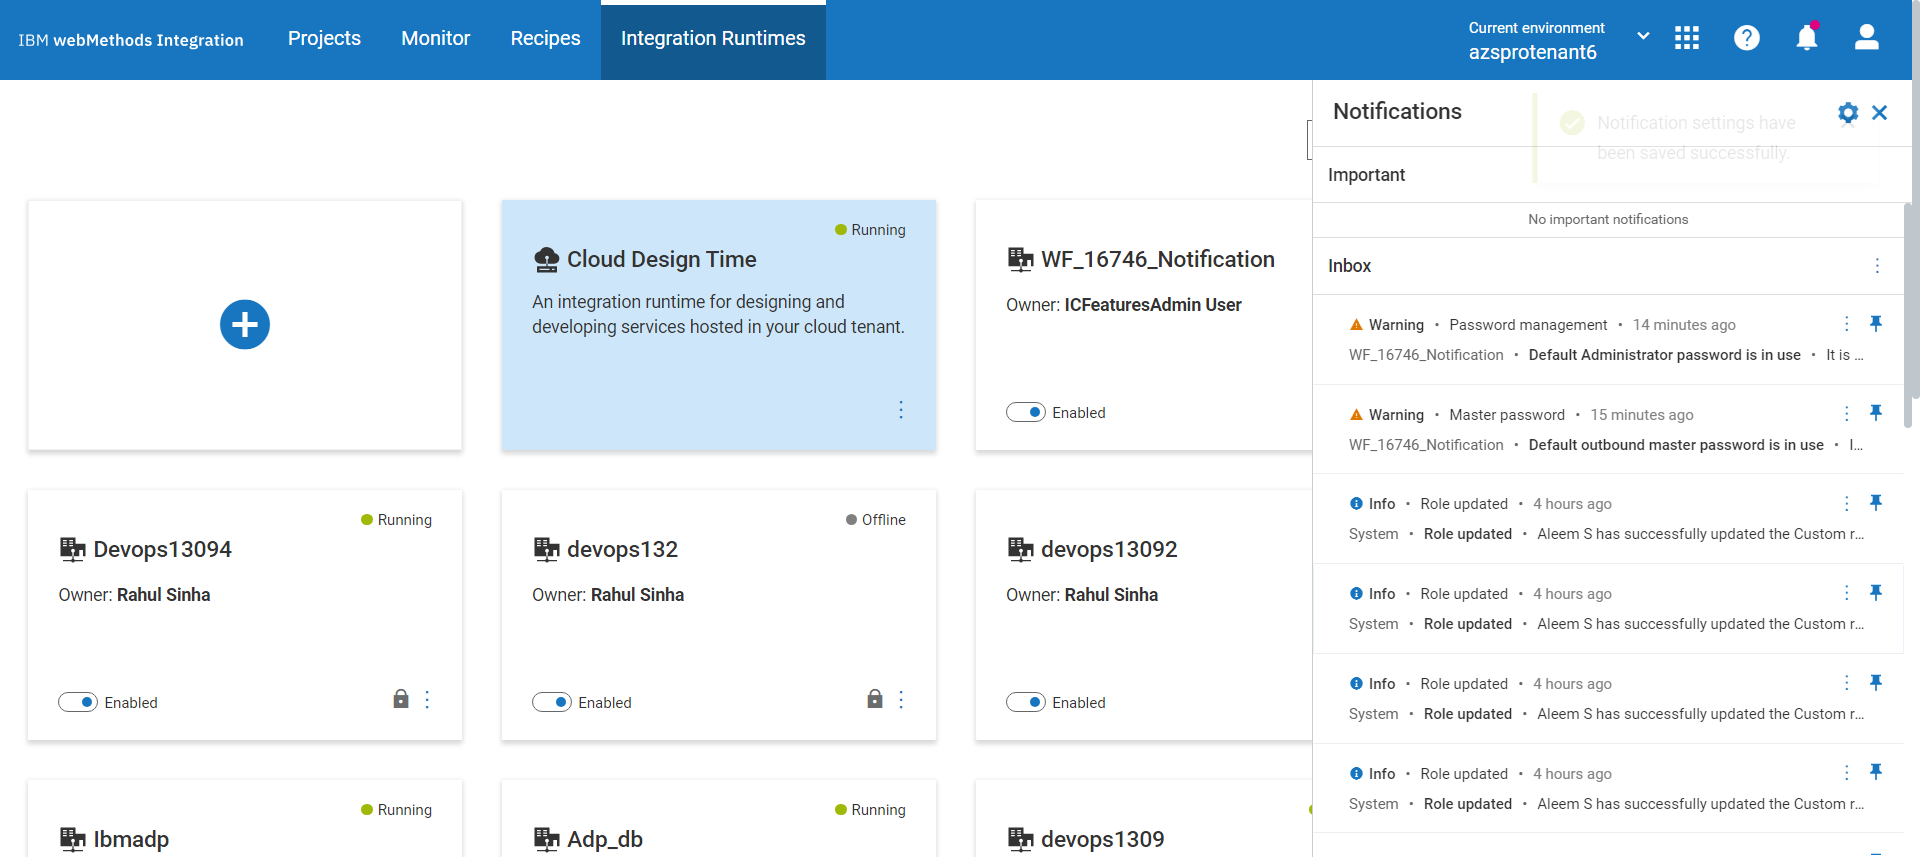 IBM webMethods Integration
Projects
Monitor
Recipes
Integration Runtimes
Current environment
azsprotenant6
Running
Cloud Design Time
An integration runtime for designing and
developing services hosted in your cloud tenant.
WF_16746_Notification
Owner: ICFeaturesAdmin User
Enabled
Running
Devops13094
Owner: Rahul Sinha
Enabled
Offline
devops132
Owner: Rahul Sinha
Enabled
devops13092
Owner: Rahul Sinha
Enabled
Running
Ibmadp
Running
Adp_db
devops1309
Notifications
Notification settings have
been saved successfully.
Important
No important notifications
Inbox
Warning • Password management • 14 minutes ago
WF_16746_Notification • Default Administrator password is in use • It is ...
Warning • Master password • 15 minutes ago
WF_16746_Notification • Default outbound master password is in use • I...
Info • Role updated • 4 hours ago
System • Role updated • Aleem S has successfully updated the Custom r...
Info • Role updated • 4 hours ago
System • Role updated • Aleem S has successfully updated the Custom r...
Info • Role updated • 4 hours ago
System • Role updated • Aleem S has successfully updated the Custom r...
Info • Role updated • 4 hours ago
System • Role updated • Aleem S has successfully updated the Custom r...